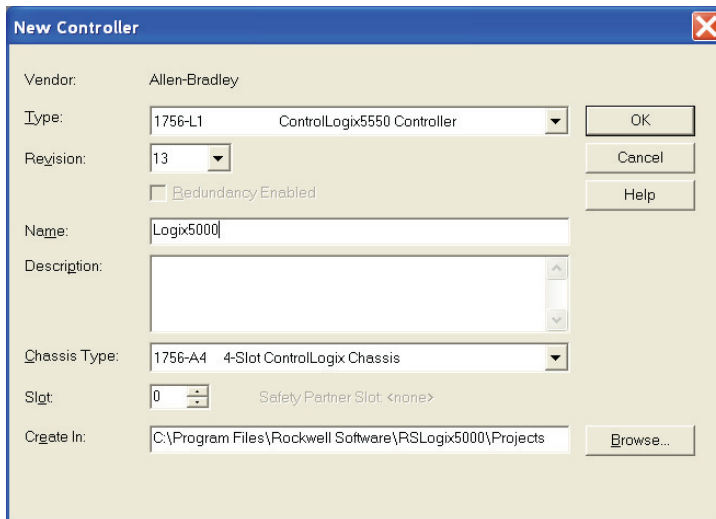 New Controller
Vendor: Allen-Bradley
Type: 1756-L1 ControlLogix5550 Controller OK
Revision: 13 Cancel
Redundancy Enabled Help
Name: Logix5000
Description:
Chassis Type: 1756-A4 4-Slot ControlLogix Chassis
Slot: 0 Safety Partner Slot: <none>
Create In: C:\Program Files\Rockwell Software\RSLogix5000\Projects Browse...